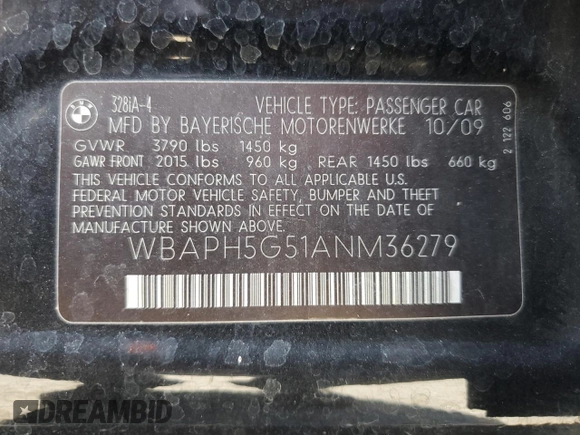 BMW
328iA-4 VEHICLE TYPE: PASSENGER CAR
MFD BY BAYERISCHE MOTORENWERKE 10/09
GVWR 3790 lbs 1450 kg
GAWR FRONT 2015 lbs 960 kg REAR 1450 lbs 660 kg
THIS VEHICLE CONFORMS TO ALL APPLICABLE U.S.
FEDERAL MOTOR VEHICLE SAFETY, BUMPER AND THEFT
PREVENTION STANDARDS IN EFFECT ON THE DATE OF
MANUFACTURE SHOWN ABOVE.
WBAPH5G51ANM36279
2 122 606
DREAMBID